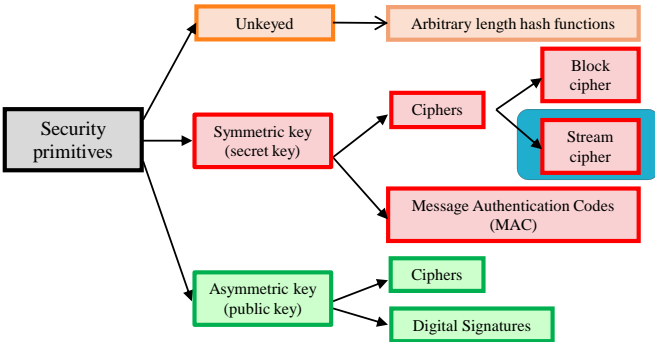 Unkeyed
Arbitrary length hash functions
Block
cipher
Ciphers
Security
primitives
Symmetric key
(secret key)
Stream
cipher
Message Authentication Codes
(MAC)
Asymmetric key
(public key)
Ciphers
Digital Signatures